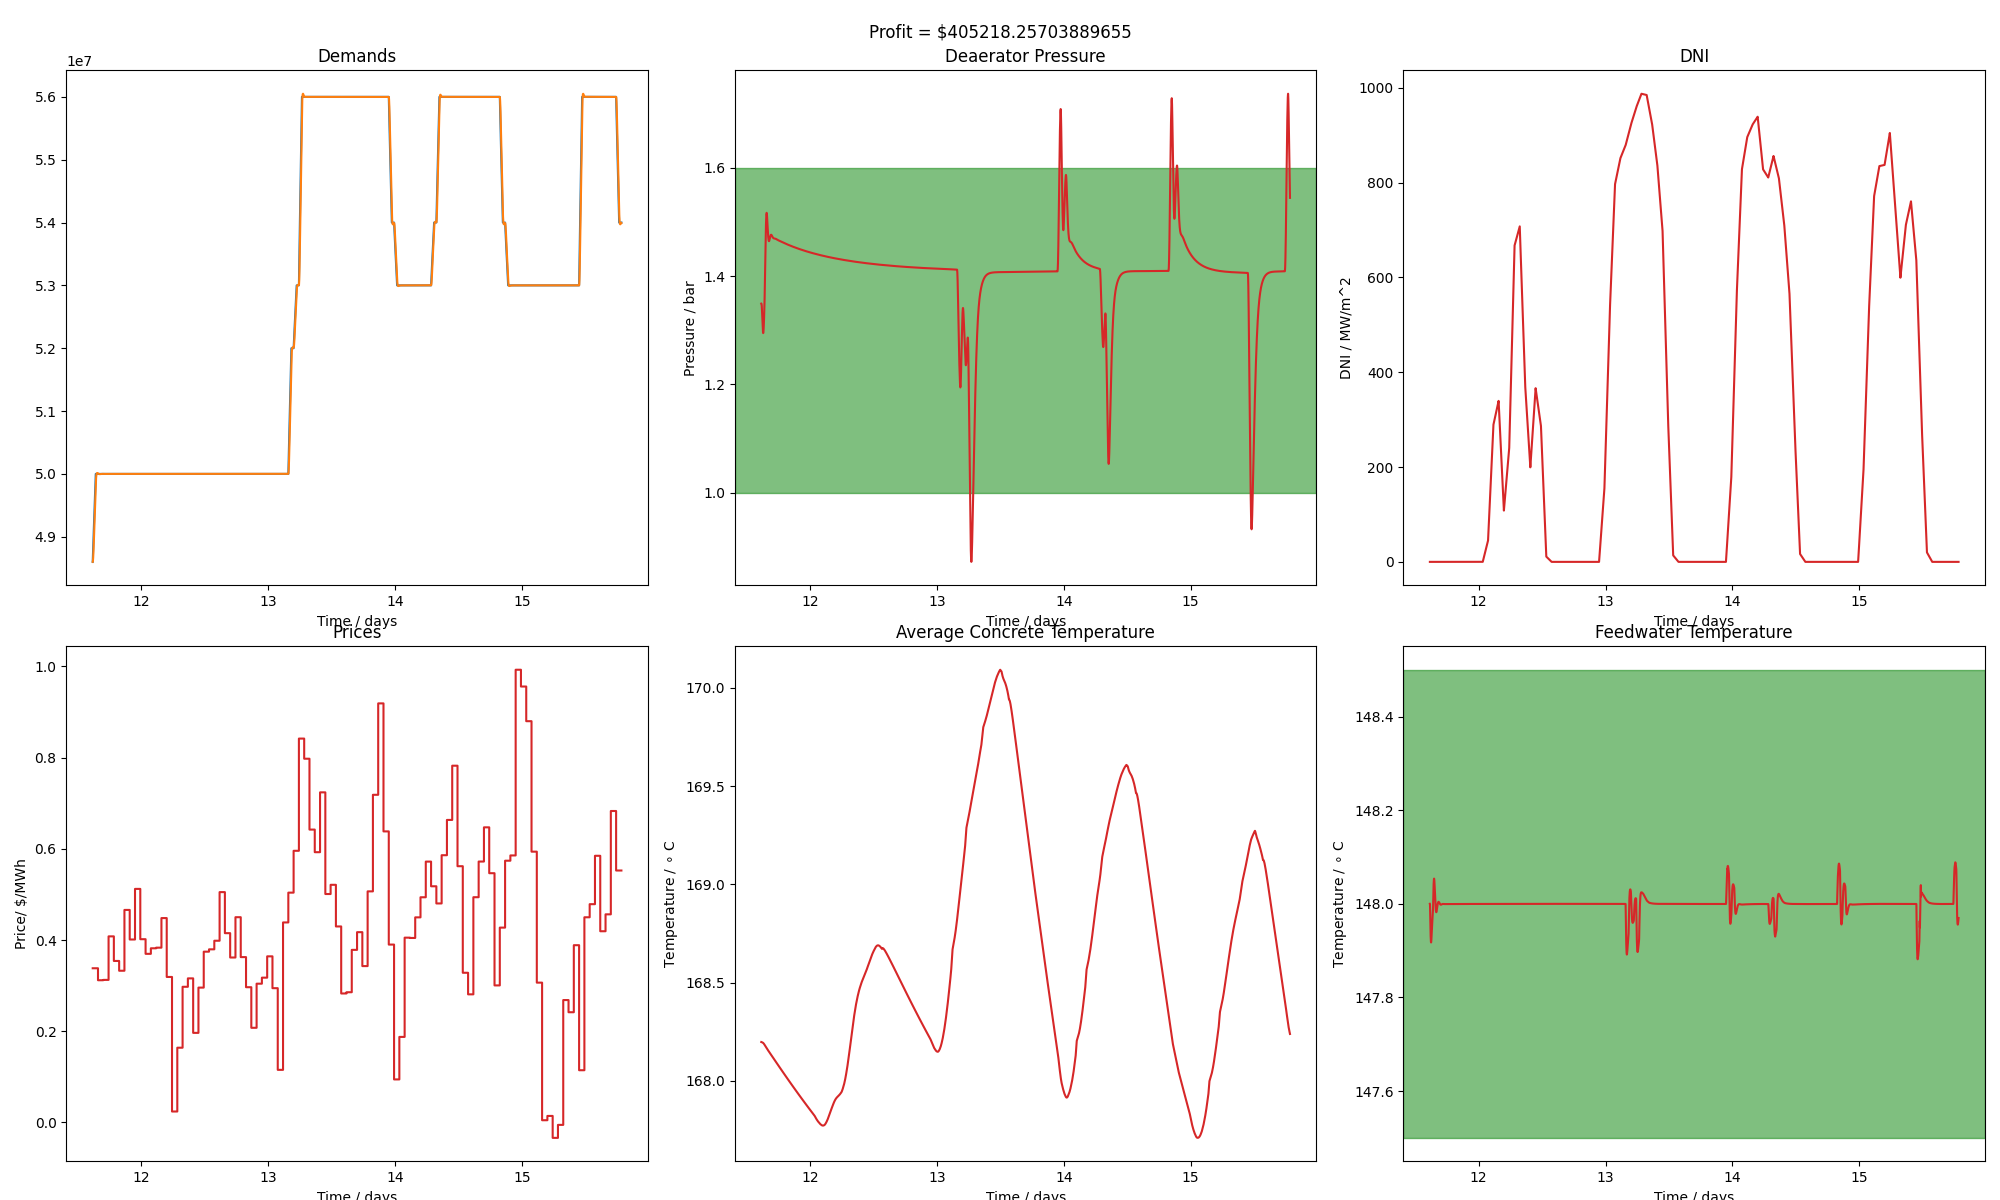 Profit = $405218.25703889655
Demands
1e7
5.6
5.5
5.4
5.3
5.2
5.1
5.0
4.9
12 13 14 15
Time / days
Deaerator Pressure
Pressure / bar
1.6
1.4
1.2
1.0
12 13 14 15
Time / days
DNI
DNI / MW/m^2
1000
800
600
400
200
0
12 13 14 15
Time / days
Prices
Price/ $/MWh
1.0
0.8
0.6
0.4
0.2
0.0
12 13 14 15
Time / days
Average Concrete Temperature
Temperature / ∘ C
170.0
169.5
169.0
168.5
168.0
12 13 14 15
Time / days
Feedwater Temperature
Temperature / ∘ C
148.4
148.2
148.0
147.8
147.6
12 13 14 15
Time / days